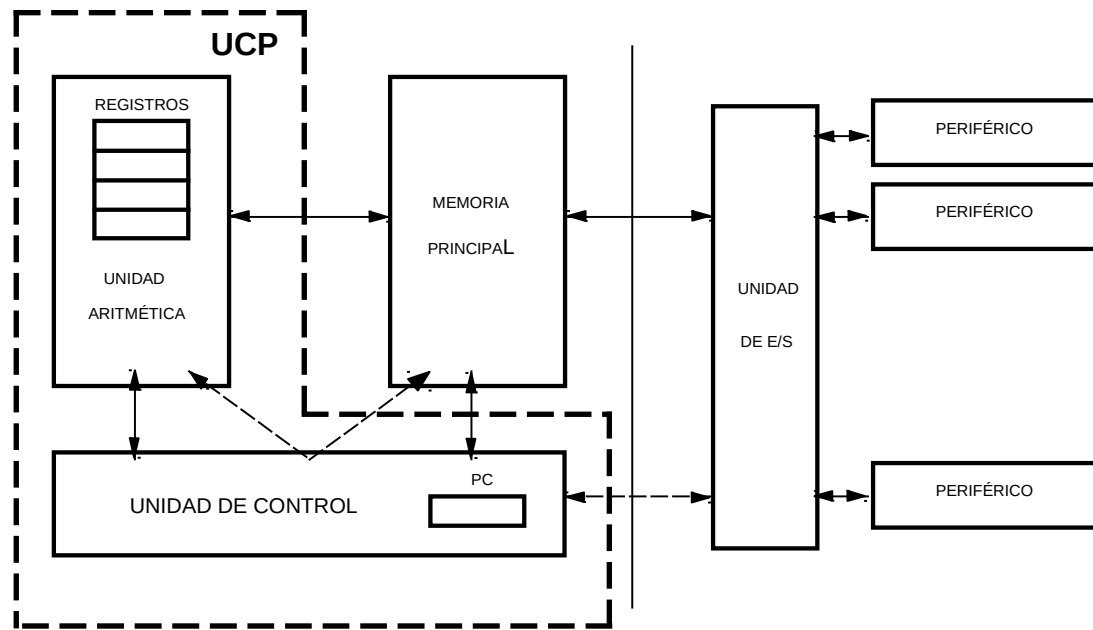 UCP
REGISTROS
UNIDAD
ARITMÉTICA
MEMORIA
PRINCIPAL
UNIDAD
DE E/S
PERIFÉRICO
PERIFÉRICO
PERIFÉRICO
UNIDAD DE CONTROL
PC